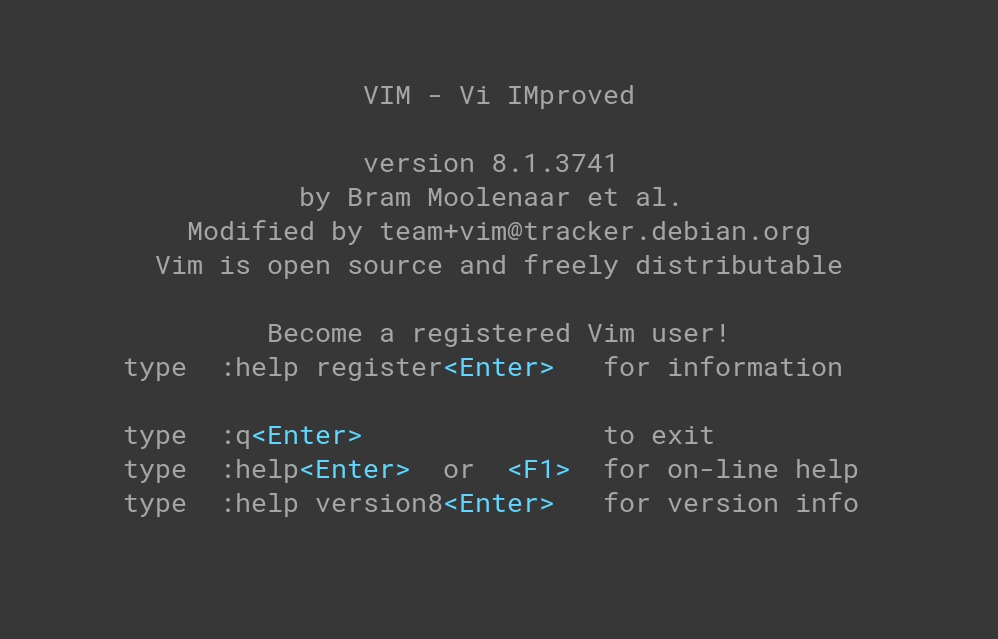 VIM - Vi IMproved
version 8.1.3741
by Bram Moolenaar et al.
Modified by team+vim@tracker.debian.org
Vim is open source and freely distributable
Become a registered Vim user!
type  :help register<Enter>   for information
type  :q<Enter>               to exit
type  :help<Enter>  or  <F1>  for on-line help
type  :help version8<Enter>   for version info